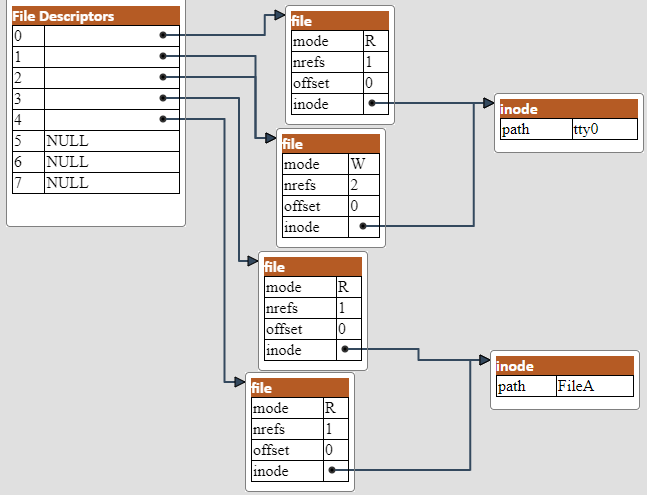 File Descriptors
0
1
2
3
4
5 NULL
6 NULL
7 NULL
file
mode R
nrefs 1
offset 0
inode
file
mode W
nrefs 2
offset 0
inode
file
mode R
nrefs 1
offset 0
inode
file
mode R
nrefs 1
offset 0
inode
inode
path tty0
inode
path FileA